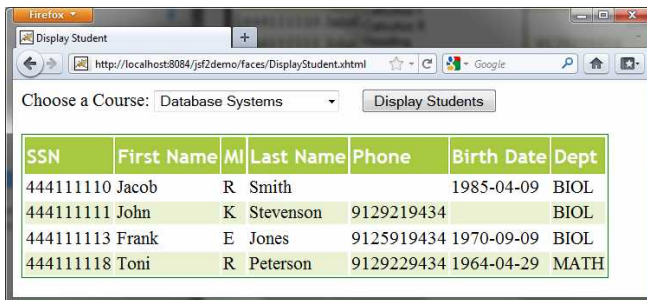 Firefox
Display Student
http://localhost:8084/jsf2demo/faces/DisplayStudent.xhtml Google
Choose a Course: Database Systems Display Students
SSN First Name MI Last Name Phone Birth Date Dept
444111110 Jacob R Smith 1985-04-09 BIOL
444111111 John K Stevenson 9129219434 BIOL
444111113 Frank E Jones 9125919434 1970-09-09 BIOL
444111118 Toni R Peterson 9129229434 1964-04-29 MATH